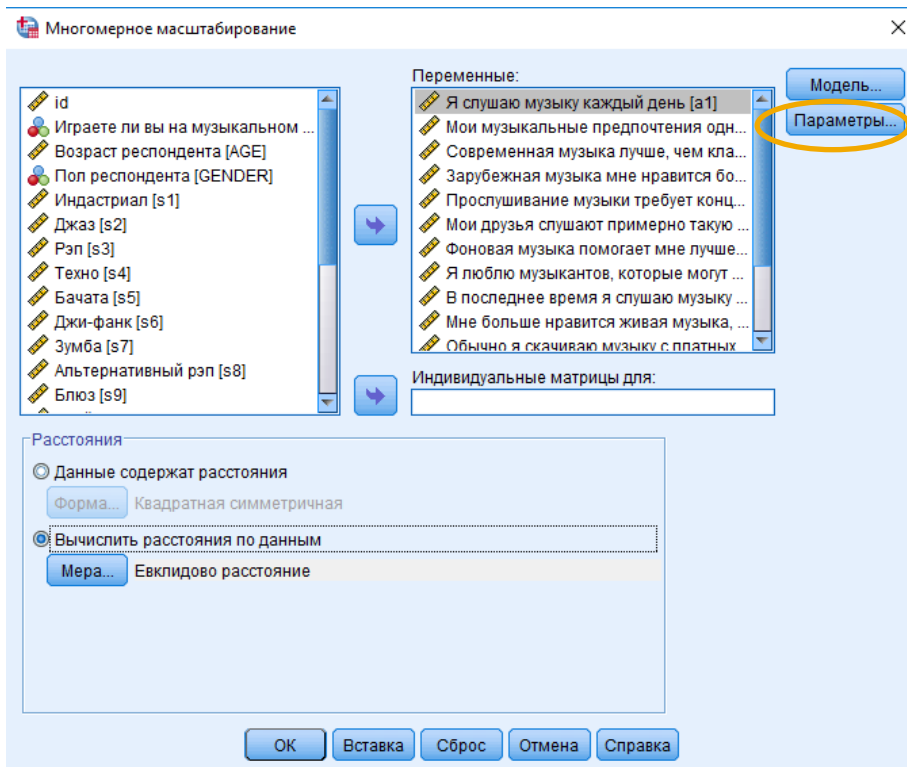 Многомерное масштабирование
id
Играете ли вы на музыкальном ...
Возраст респондента [AGE]
Пол респондента [GENDER]
Индастриал [s1]
Джаз [s2]
Рэп [s3]
Техно [s4]
Бачата [s5]
Джи-фанк [s6]
Зумба [s7]
Альтернативный рэп [s8]
Блюз [s9]
Переменные:
Я слушаю музыку каждый день [a1]
Мои музыкальные предпочтения одн...
Современная музыка лучше, чем кла...
Зарубежная музыка мне нравится бо...
Прослушивание музыки требует конц...
Мои друзья слушают примерно такую ...
Фоновая музыка помогает мне лучше...
Я люблю музыкантов, которые могут ...
В последнее время я слушаю музыку ...
Мне больше нравится живая музыка, ...
Обычно я скачиваю музыку с платных
Модель...
Параметры...
Индивидуальные матрицы для:
Расстояния
Данные содержат расстояния
Форма... Квадратная симметричная
Вычислить расстояния по данным
Мера... Евклидово расстояние
ОК Вставка Сброс Отмена Справка